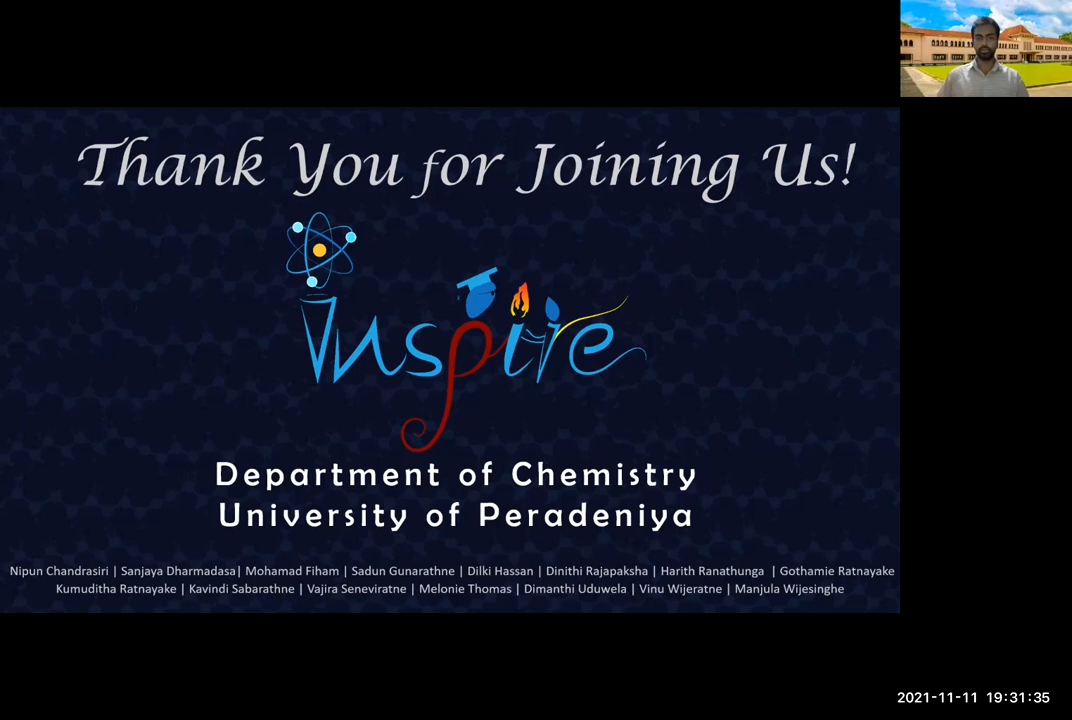 Thank You for Joining Us!
Inspire
Department of Chemistry
University of Peradeniya
Nipun Chandrasiri | Sanjaya Dharmadasa| Mohamad Fiham | Sadun Gunarathne | Dilki Hassan | Dinithi Rajapaksha | Harith Ranathunga | Gothamie Ratnayake
Kumuditha Ratnayake | Kavindi Sabarathne | Vajira Seneviratne | Melonie Thomas | Dimanthi Uduwela | Vinu Wijeratne | Manjula Wijesinghe
2021-11-11 19:31:35